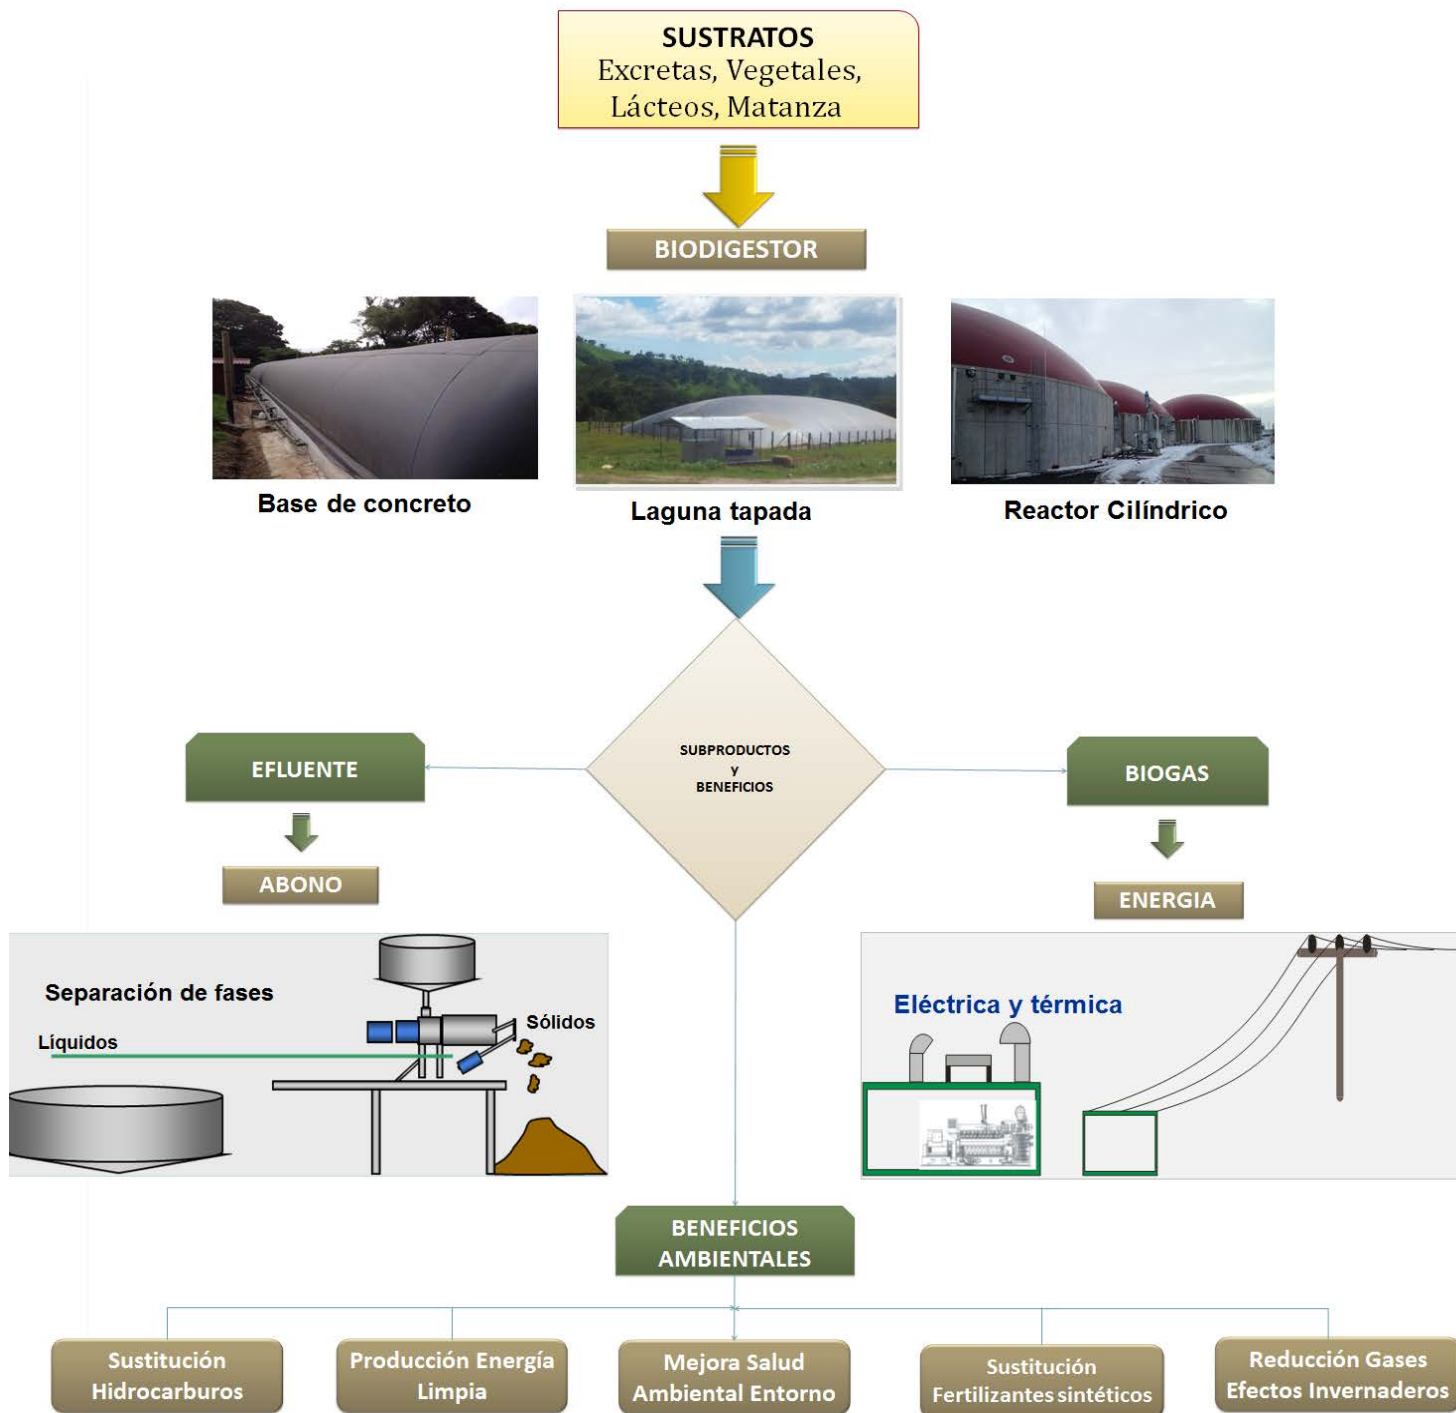 SUSTRATOS
Excretas, Vegetales,
Lácteos, Matanza
BIODIGESTOR
Base de concreto
Laguna tapada
Reactor Cilíndrico
SUBPRODUCTOS
y
BENEFICIOS
EFLUENTE
BIOGAS
ABONO
ENERGIA
Separación de fases
Líquidos
Sólidos
Eléctrica y térmica
BENEFICIOS
AMBIENTALES
Sustitución
Hidrocarburos
Producción Energía
Limpia
Mejora Salud
Ambiental Entorno
Sustitución
Fertilizantes sintéticos
Reducción Gases
Efectos Invernaderos